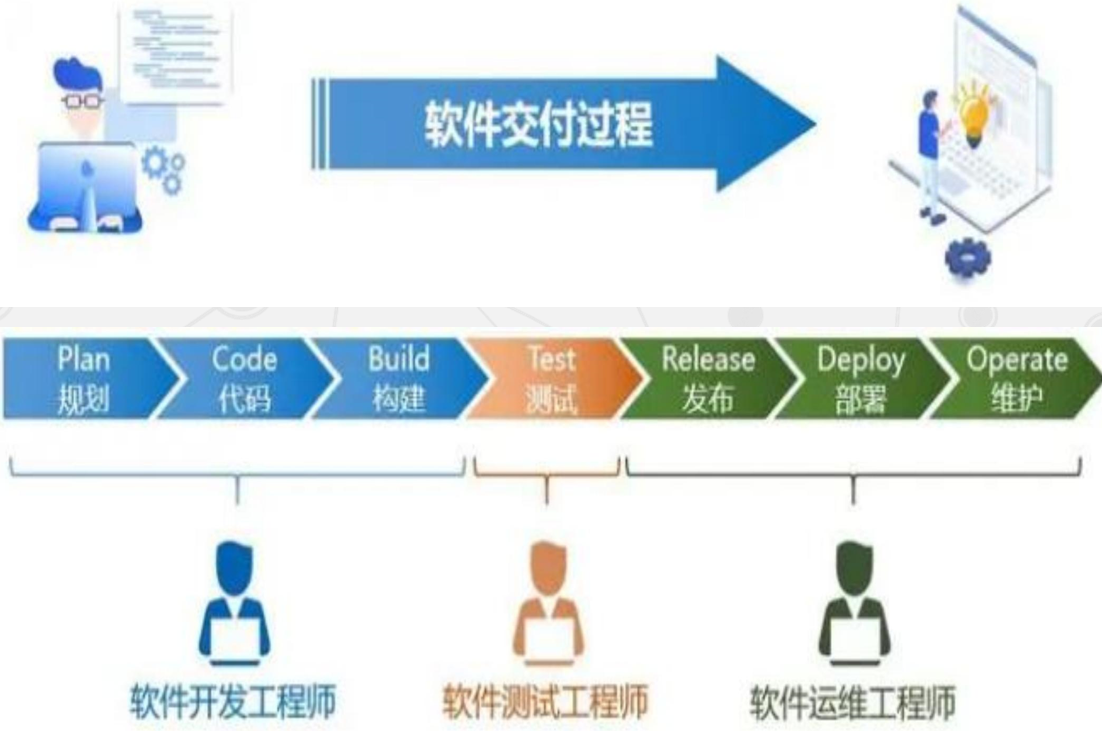 软件交付过程
Plan
规划
Code
代码
Build
构建
Test
测试
Release
发布
Deploy
部署
Operate
维护
软件开发工程师
软件测试工程师
软件运维工程师